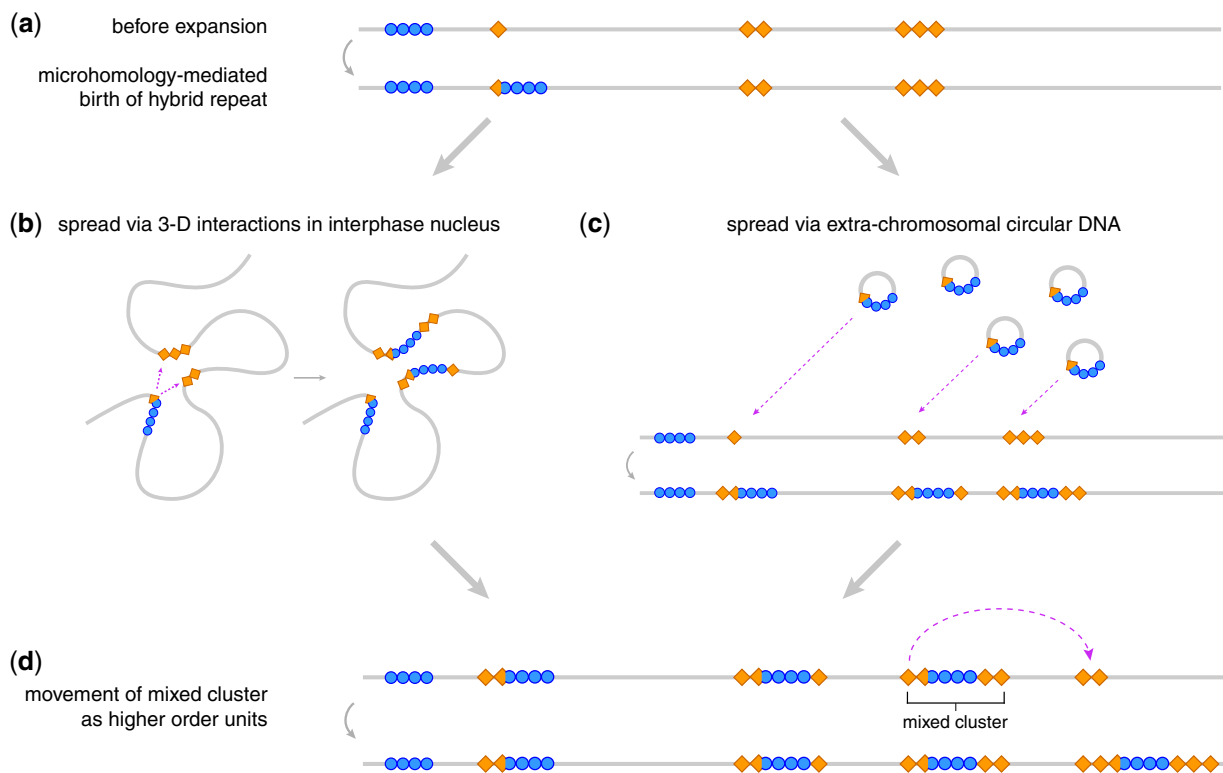 (a) before expansion
microhomology-mediated
birth of hybrid repeat
(b) spread via 3-D interactions in interphase nucleus
(c) spread via extra-chromosomal circular DNA
(d)
movement of mixed cluster
as higher order units
mixed cluster